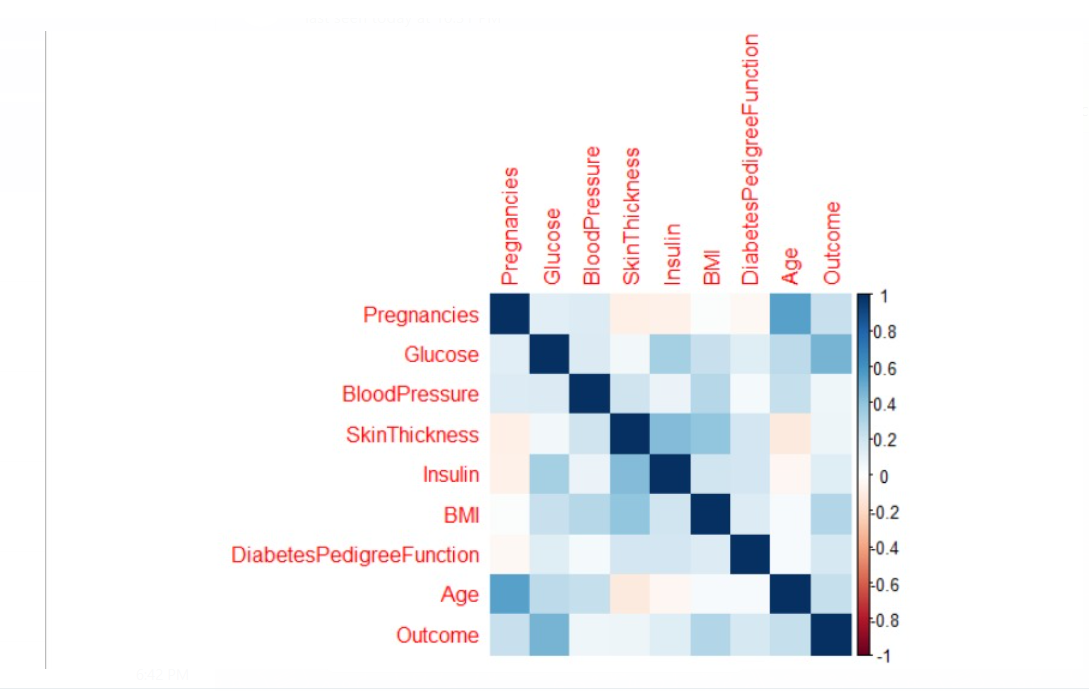 Pregnancies
Glucose
BloodPressure
SkinThickness
Insulin
BMI
DiabetesPedigreeFunction
Age
Outcome
Pregnancies
Glucose
BloodPressure
SkinThickness
Insulin
BMI
DiabetesPedigreeFunction
Age
Outcome
1
0.8
0.6
0.4
0.2
0
-0.2
-0.4
-0.6
-0.8
-1